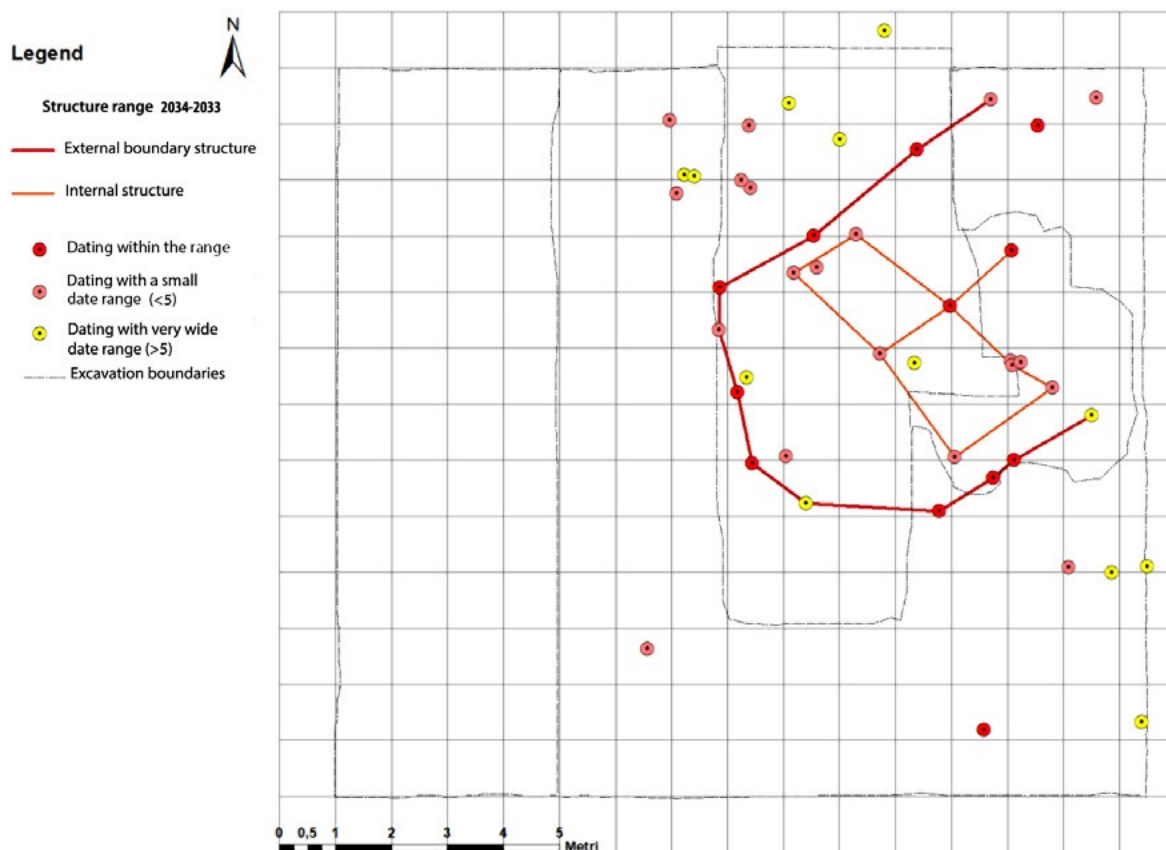 N
Legend
Structure range 2034-2033
External boundary structure
Internal structure
Dating within the range
Dating with a small
date range (<5)
Dating with very wide
date range (>5)
Excavation boundaries
0 0,5 1 2 3 4 5
Metri